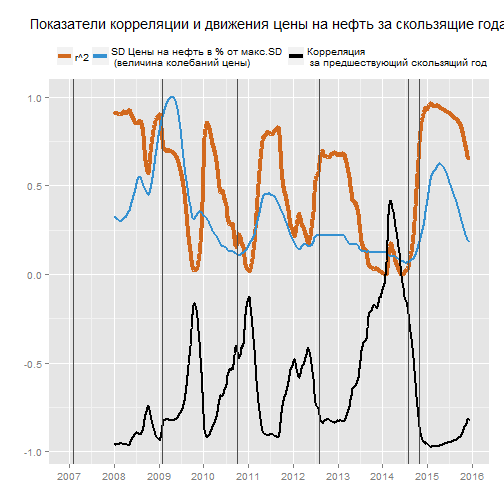 Показатели корреляции и движения цены на нефть за скользящие года
r^2
SD Цены на нефть в % от макс.SD
(величина колебаний цены)
Корреляция
за предшествующий скользящий год
1.0
0.5
0.0
-0.5
-1.0
2007 2008 2009 2010 2011 2012 2013 2014 2015 2016